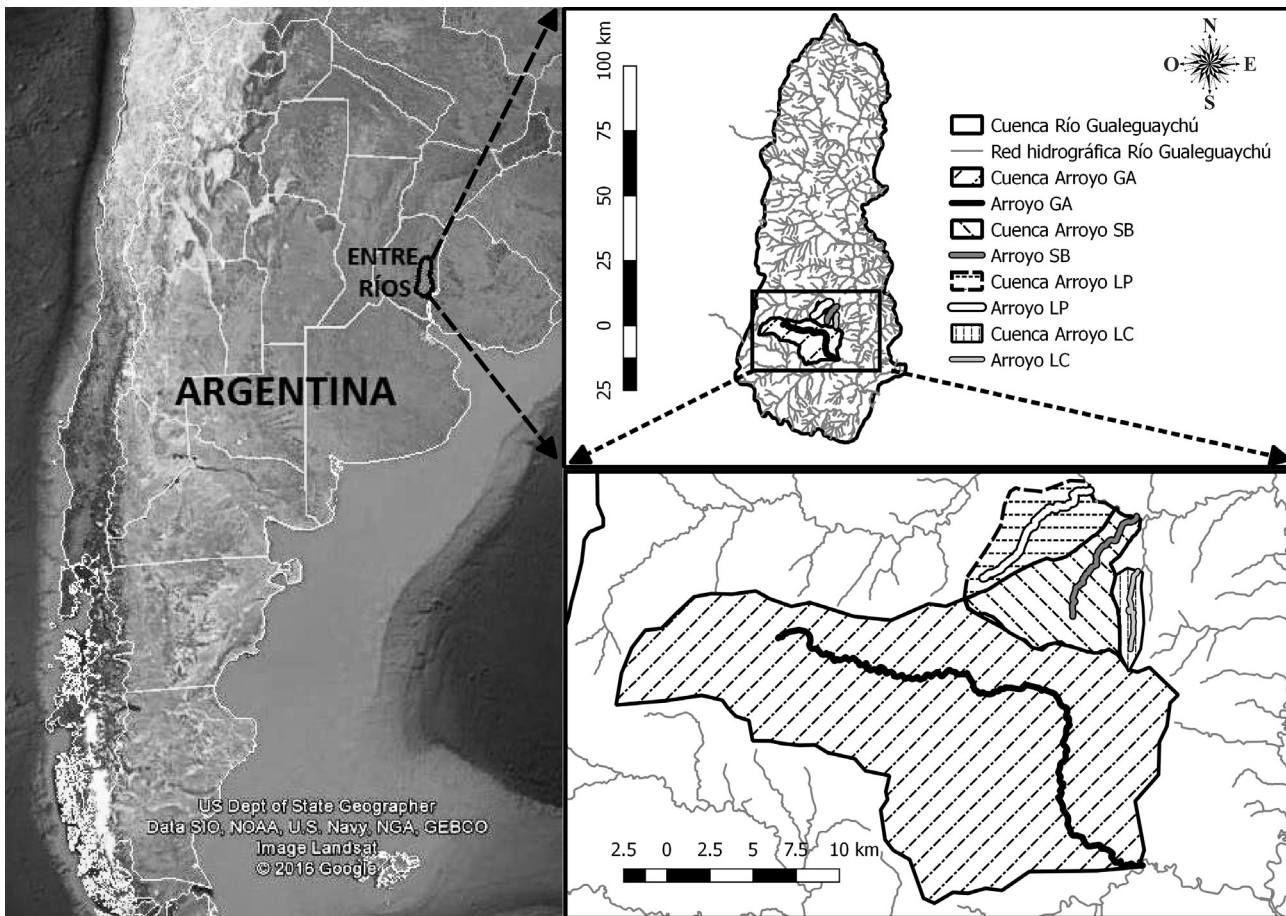 ENTRE
RÍOS
ARGENTINA
US Dept of State Geographer
Data SIO, NOAA, U.S. Navy, NGA, GEBCO
Image Landsat
© 2016 Google
100 km
75
50
25
0
25
N
O E
S
Cuenca Río Gualeguaychú
Red hidrográfica Río Gualeguaychú
Cuenca Arroyo GA
Arroyo GA
Cuenca Arroyo SB
Arroyo SB
Cuenca Arroyo LP
Arroyo LP
Cuenca Arroyo LC
Arroyo LC
2.5 0 2.5 5 7.5 10 km